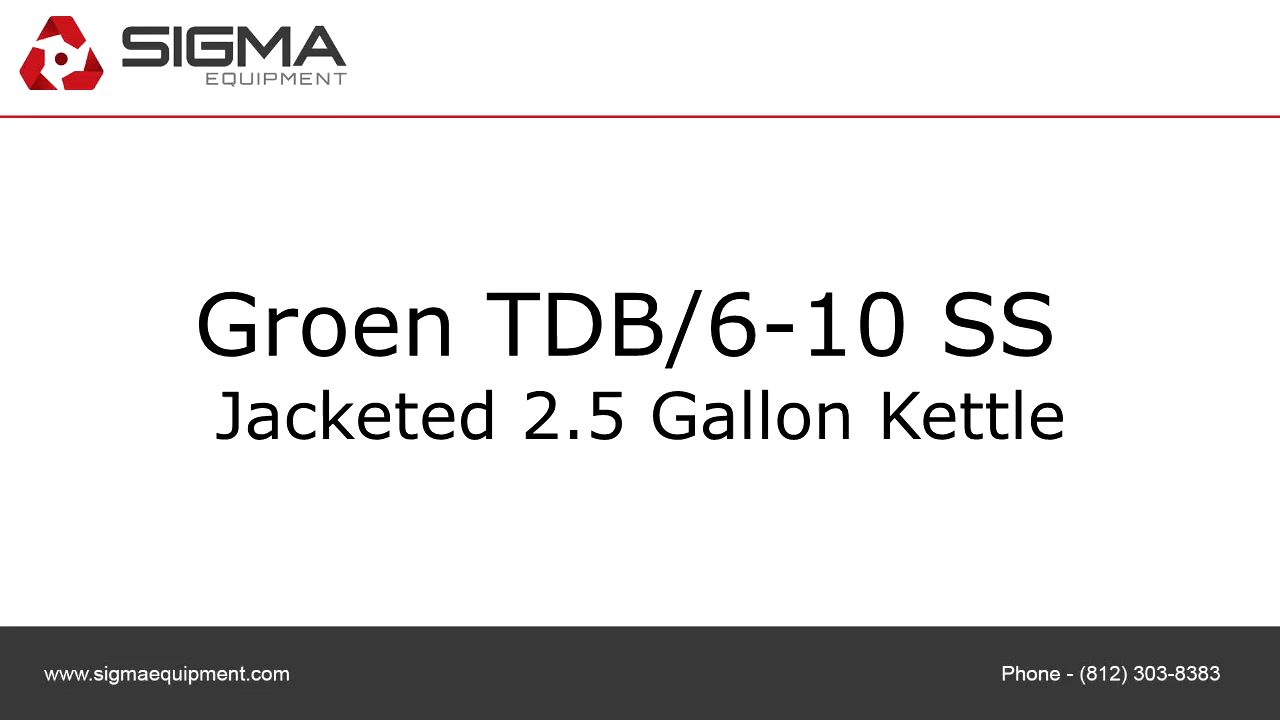 SIGMA
EQUIPMENT
Groen TDB/6-10 SS
Jacketed 2.5 Gallon Kettle
www.sigmaequipment.com
Phone - (812) 303-8383